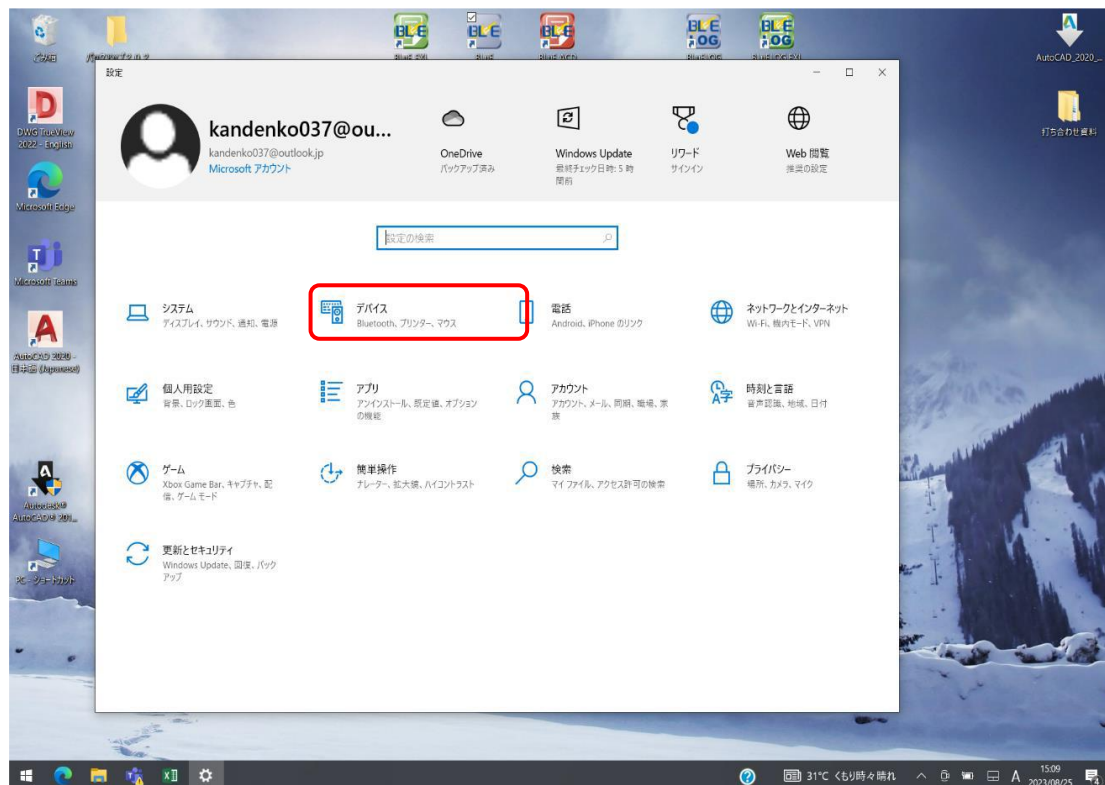 ごみ箱
BL E
BL E
BL E
BL E
:OG
BL E
:OG
AutoCAD_2020_...
DWG TrueView
2022 - English
打ち合わせ資料
Microsoft Edge
Microsoft Teams
AutoCAD 2020 -
日本語 (Japanese)
Autodesk®
AutoCAD® 201...
PC - ショートカット
設定
kandenko037@ou...
kandenko037@outlook.jp
Microsoft アカウント
OneDrive
バックアップ済み
Windows Update
最終チェック日時: 5 時
間前
リワード
サインイン
Web 閲覧
推奨の設定
設定の検索
システム
ディスプレイ、サウンド、通知、電源
デバイス
Bluetooth、プリンター、マウス
電話
Android、iPhone のリンク
ネットワークとインターネット
Wi-Fi、機内モード、VPN
個人用設定
背景、ロック画面、色
アプリ
アンインストール、既定値、オプション
の機能
アカウント
アカウント、メール、同期、職場、家
族
時刻と言語
音声認識、地域、日付
ゲーム
Xbox Game Bar、キャプチャ、配
信、ゲーム モード
簡単操作
ナレーター、拡大鏡、ハイコントラスト
検索
マイ ファイル、アクセス許可の検索
プライバシー
場所、カメラ、マイク
更新とセキュリティ
Windows Update、回復、バック
アップ
31°C くもり時々晴れ
A
15:09
2023/08/25
4